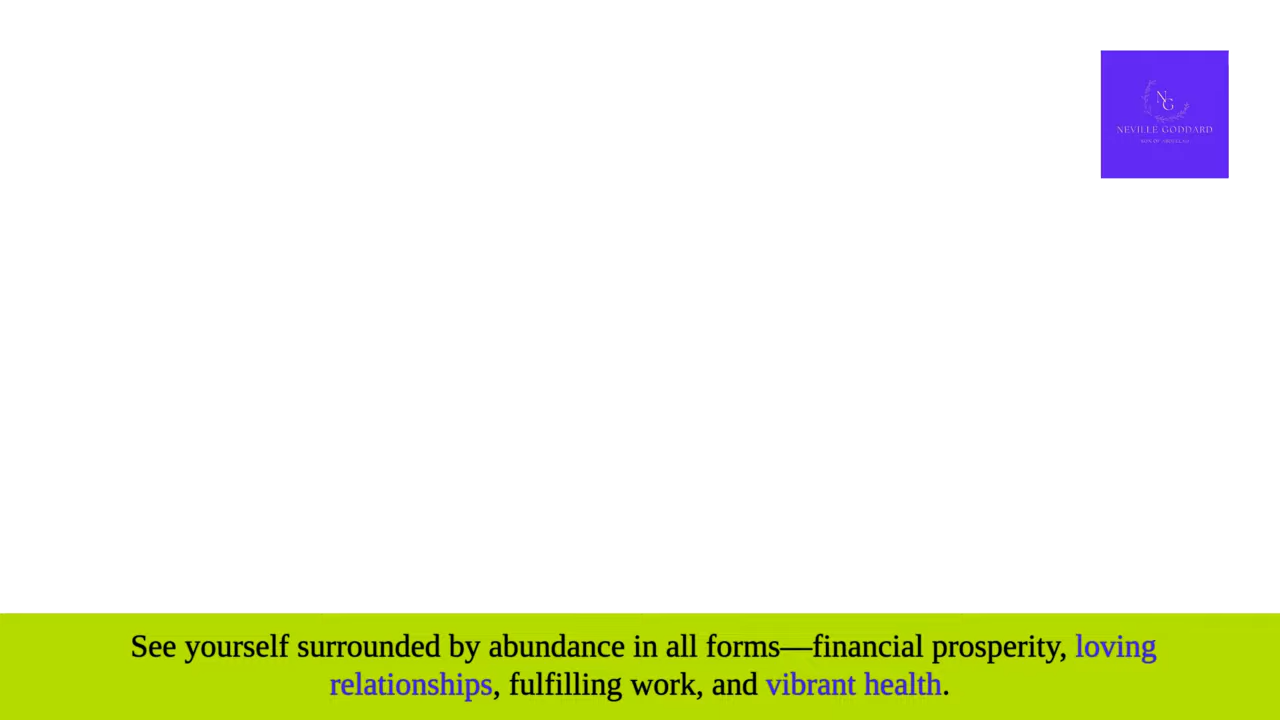 NG
NEVILLE GODDARD
See yourself surrounded by abundance in all forms—financial prosperity, loving
relationships, fulfilling work, and vibrant health.